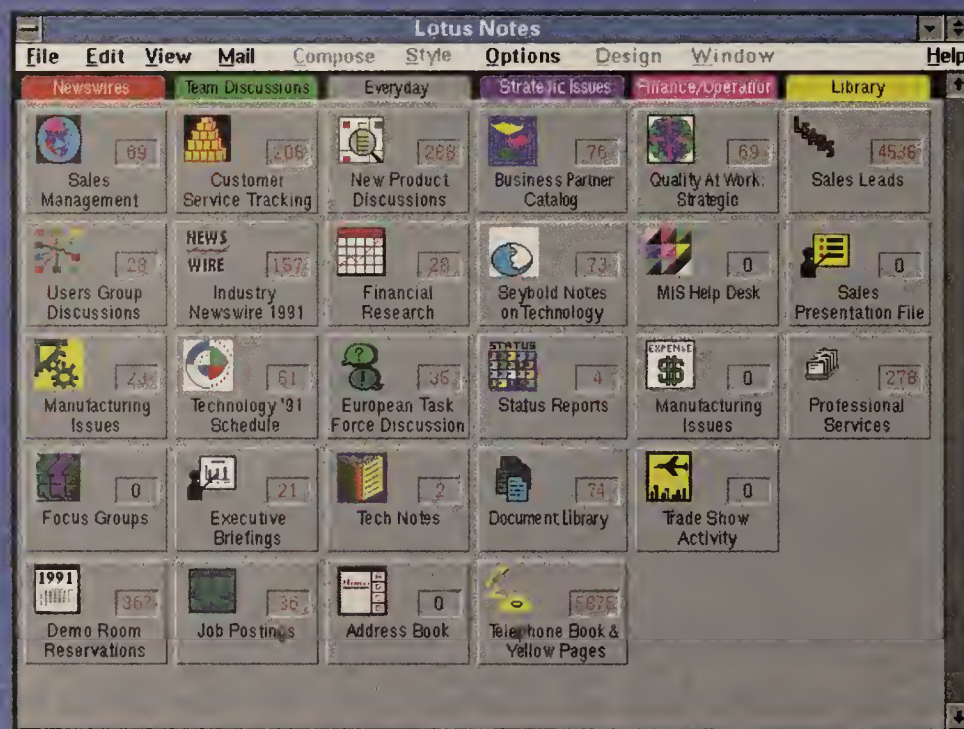 Lotus Notes
File Edit View Mail Compose Style Options Design Window Help
Newswires Team Discussions Everyday Strategic Issues Finance/Operation Library
69
Sales
Management
206
Customer
Service Tracking
268
New Product
Discussions
76
Business Partner
Catalog
69
Quality At Work:
Strategic
LEADS
4536
Sales Leads
28
Users Group
Discussions
NEWS
WIRE
157
Industry
Newswire 1991
28
Financial
Research
73
Seybold Notes
on Technology
0
MIS Help Desk
0
Sales
Presentation File
Manufacturing
Issues
61
Technology '91
Schedule
?
!
36
European Task
Force Discussion
STATUS
4
Status Reports
EXPENSE
$
0
Manufacturing
Issues
278
Professional
Services
0
Focus Groups
21
Executive
Briefings
2
Tech Notes
74
Document Library
0
Trade Show
Activity
1991
Demo Room
Reservations
36
Job Postings
0
Address Book
Telephone Book &
Yellow Pages